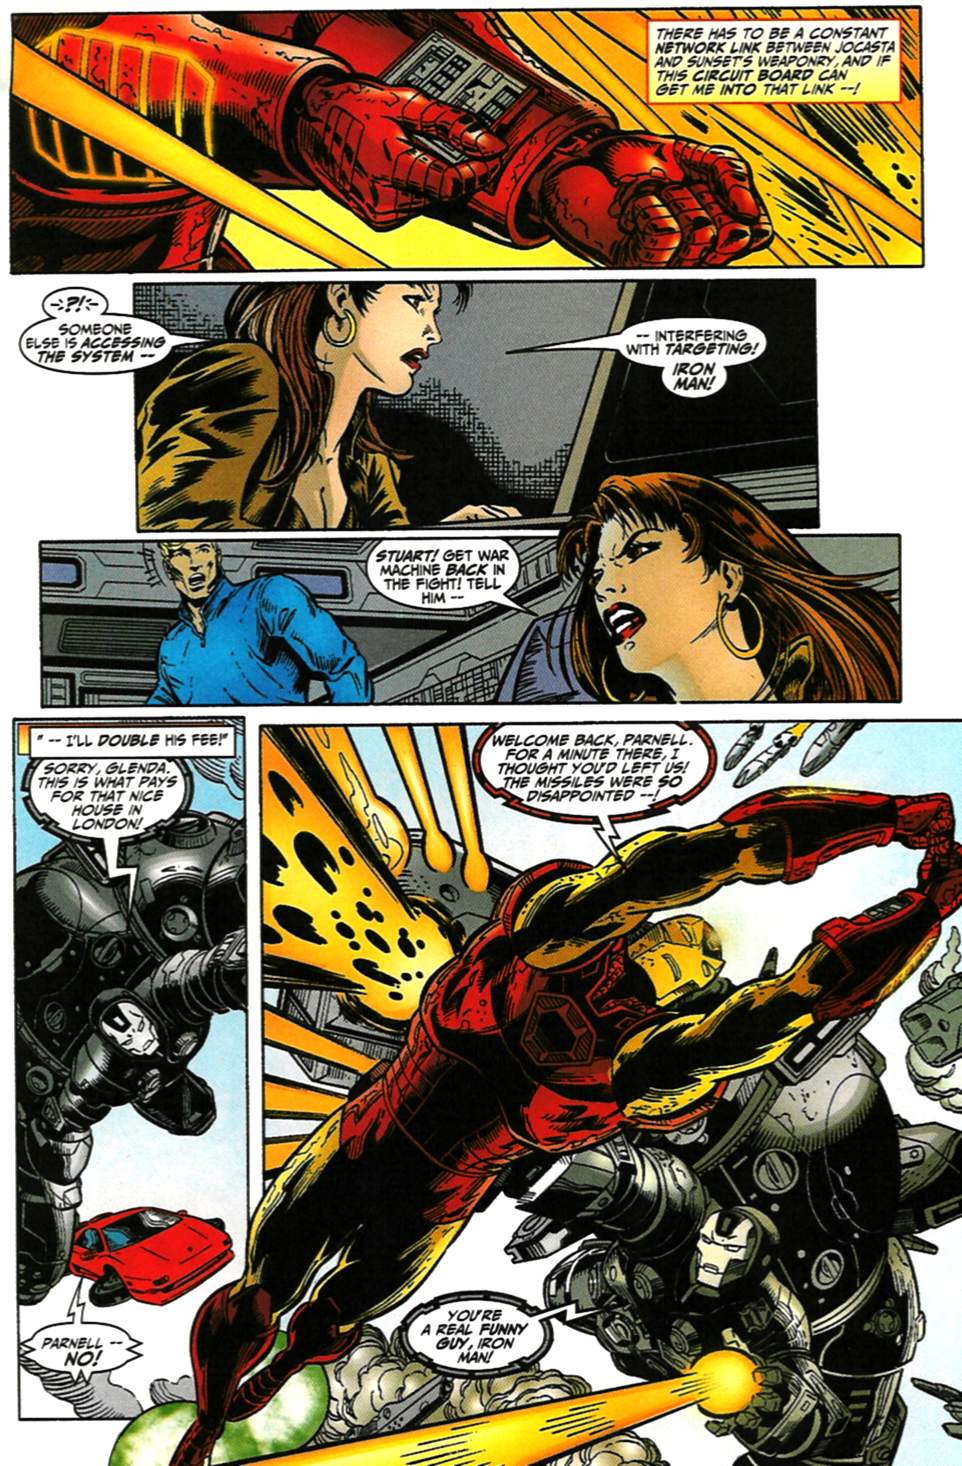 THERE HAS TO BE A CONSTANT
NETWORK LINK BETWEEN JOCASTA
AND SUNSET'S WEAPONRY, AND IF
THIS CIRCUIT BOARD CAN
GET ME INTO THAT LINK --!
-?!-
SOMEONE
ELSE IS ACCESSING
THE SYSTEM --
-- INTERFERING
WITH TARGETING!
IRON
MAN!
STUART! GET WAR
MACHINE BACK IN
THE FIGHT! TELL
HIM --
" -- I'LL DOUBLE HIS FEE!"
SORRY, GLENDA.
THIS IS WHAT PAYS
FOR THAT NICE
HOUSE IN
LONDON!
PARNELL --
NO!
WELCOME BACK, PARNELL.
FOR A MINUTE THERE, I
THOUGHT YOU'D LEFT US!
THE MISSILES WERE SO
DISAPPOINTED --!
YOU'RE
A REAL FUNNY
GUY, IRON
MAN!